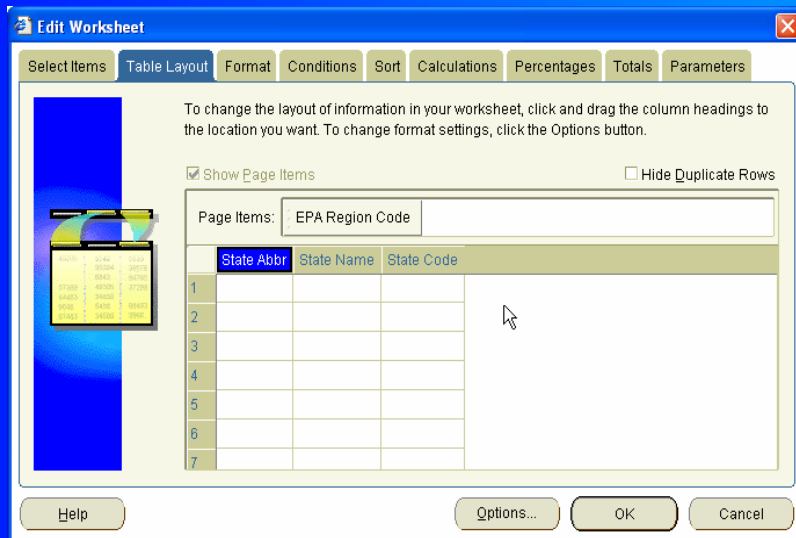 Edit Worksheet
Select Items Table Layout Format Conditions Sort Calculations Percentages Totals Parameters
To change the layout of information in your worksheet, click and drag the column headings to
the location you want. To change format settings, click the Options button.
Show Page Items Hide Duplicate Rows
Page Items: EPA Region Code
State Abbr State Name State Code
1
2
3
4
5
6
7
Help Options... OK Cancel